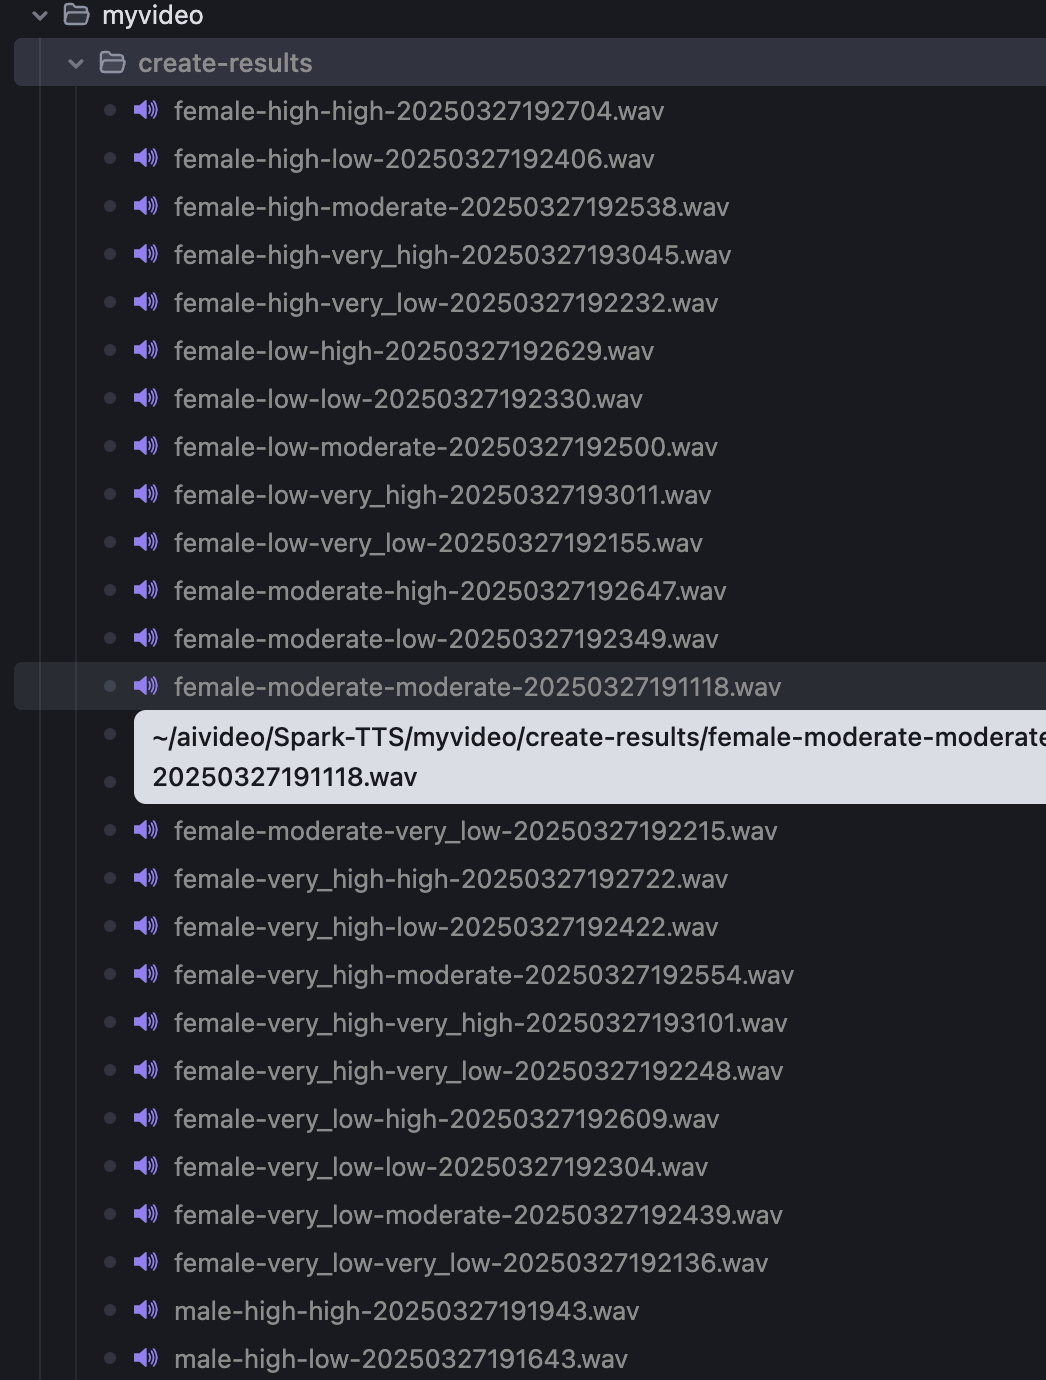 myvideo
create-results
female-high-high-20250327192704.wav
female-high-low-20250327192406.wav
female-high-moderate-20250327192538.wav
female-high-very_high-20250327193045.wav
female-high-very_low-20250327192232.wav
female-low-high-20250327192629.wav
female-low-low-20250327192330.wav
female-low-moderate-20250327192500.wav
female-low-very_high-20250327193011.wav
female-low-very_low-20250327192155.wav
female-moderate-high-20250327192647.wav
female-moderate-low-20250327192349.wav
female-moderate-moderate-20250327191118.wav
~/aivideo/Spark-TTS/myvideo/create-results/female-moderate-moderate
20250327191118.wav
female-moderate-very_low-20250327192215.wav
female-very_high-high-20250327192722.wav
female-very_high-low-20250327192422.wav
female-very_high-moderate-20250327192554.wav
female-very_high-very_high-20250327193101.wav
female-very_high-very_low-20250327192248.wav
female-very_low-high-20250327192609.wav
female-very_low-low-20250327192304.wav
female-very_low-moderate-20250327192439.wav
female-very_low-very_low-20250327192136.wav
male-high-high-20250327191943.wav
male-high-low-20250327191643.wav